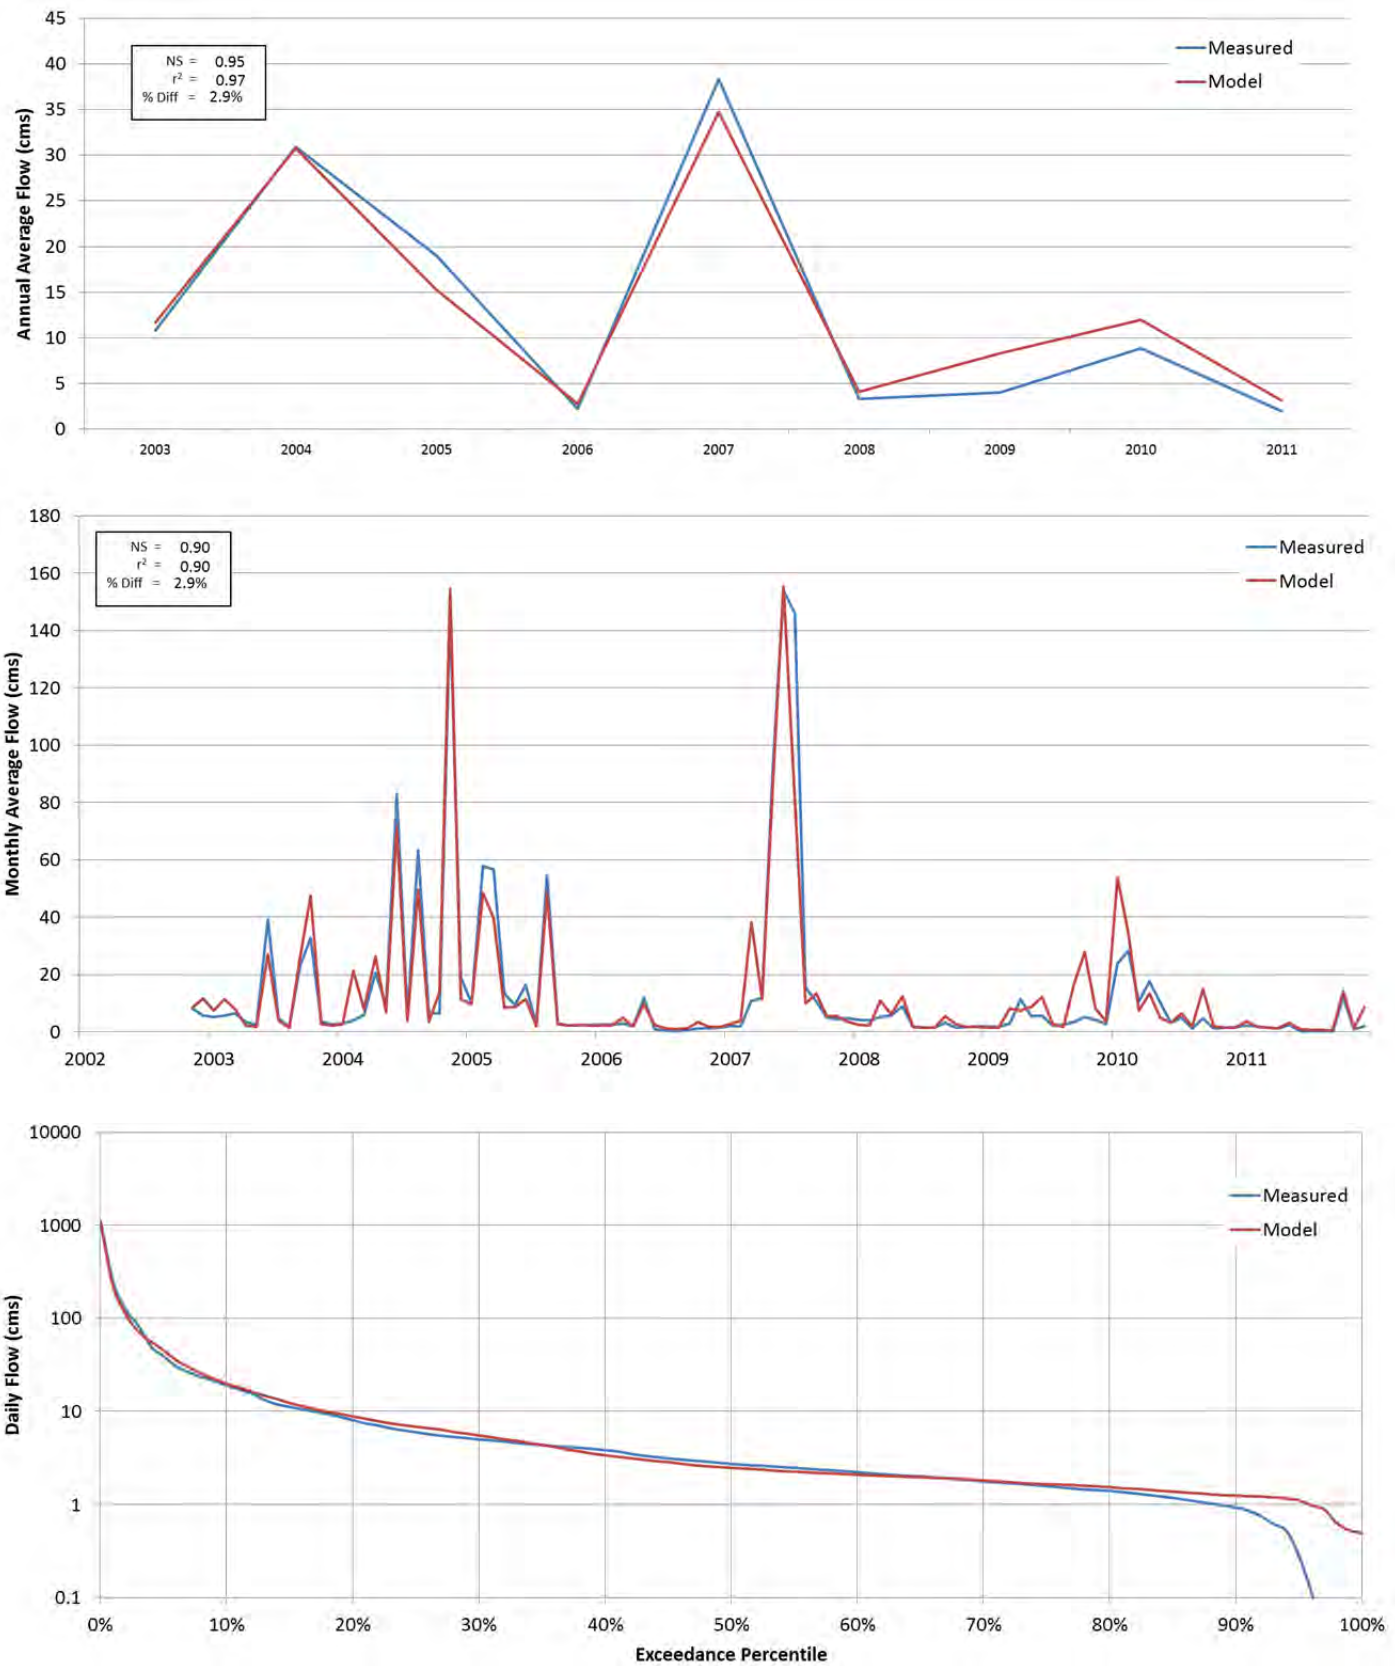 45
40
35
30
25
20
15
10
5
0
Annual Average Flow (cms)
NS = 0.95
r² = 0.97
% Diff = 2.9%
Measured
Model
2003 2004 2005 2006 2007 2008 2009 2010 2011
180
160
140
120
100
80
60
40
20
0
Monthly Average Flow (cms)
NS = 0.90
r² = 0.90
% Diff = 2.9%
Measured
Model
2002 2003 2004 2005 2006 2007 2008 2009 2010 2011
10000
1000
100
10
1
0.1
Daily Flow (cms)
Measured
Model
0% 10% 20% 30% 40% 50% 60% 70% 80% 90% 100%
Exceedance Percentile